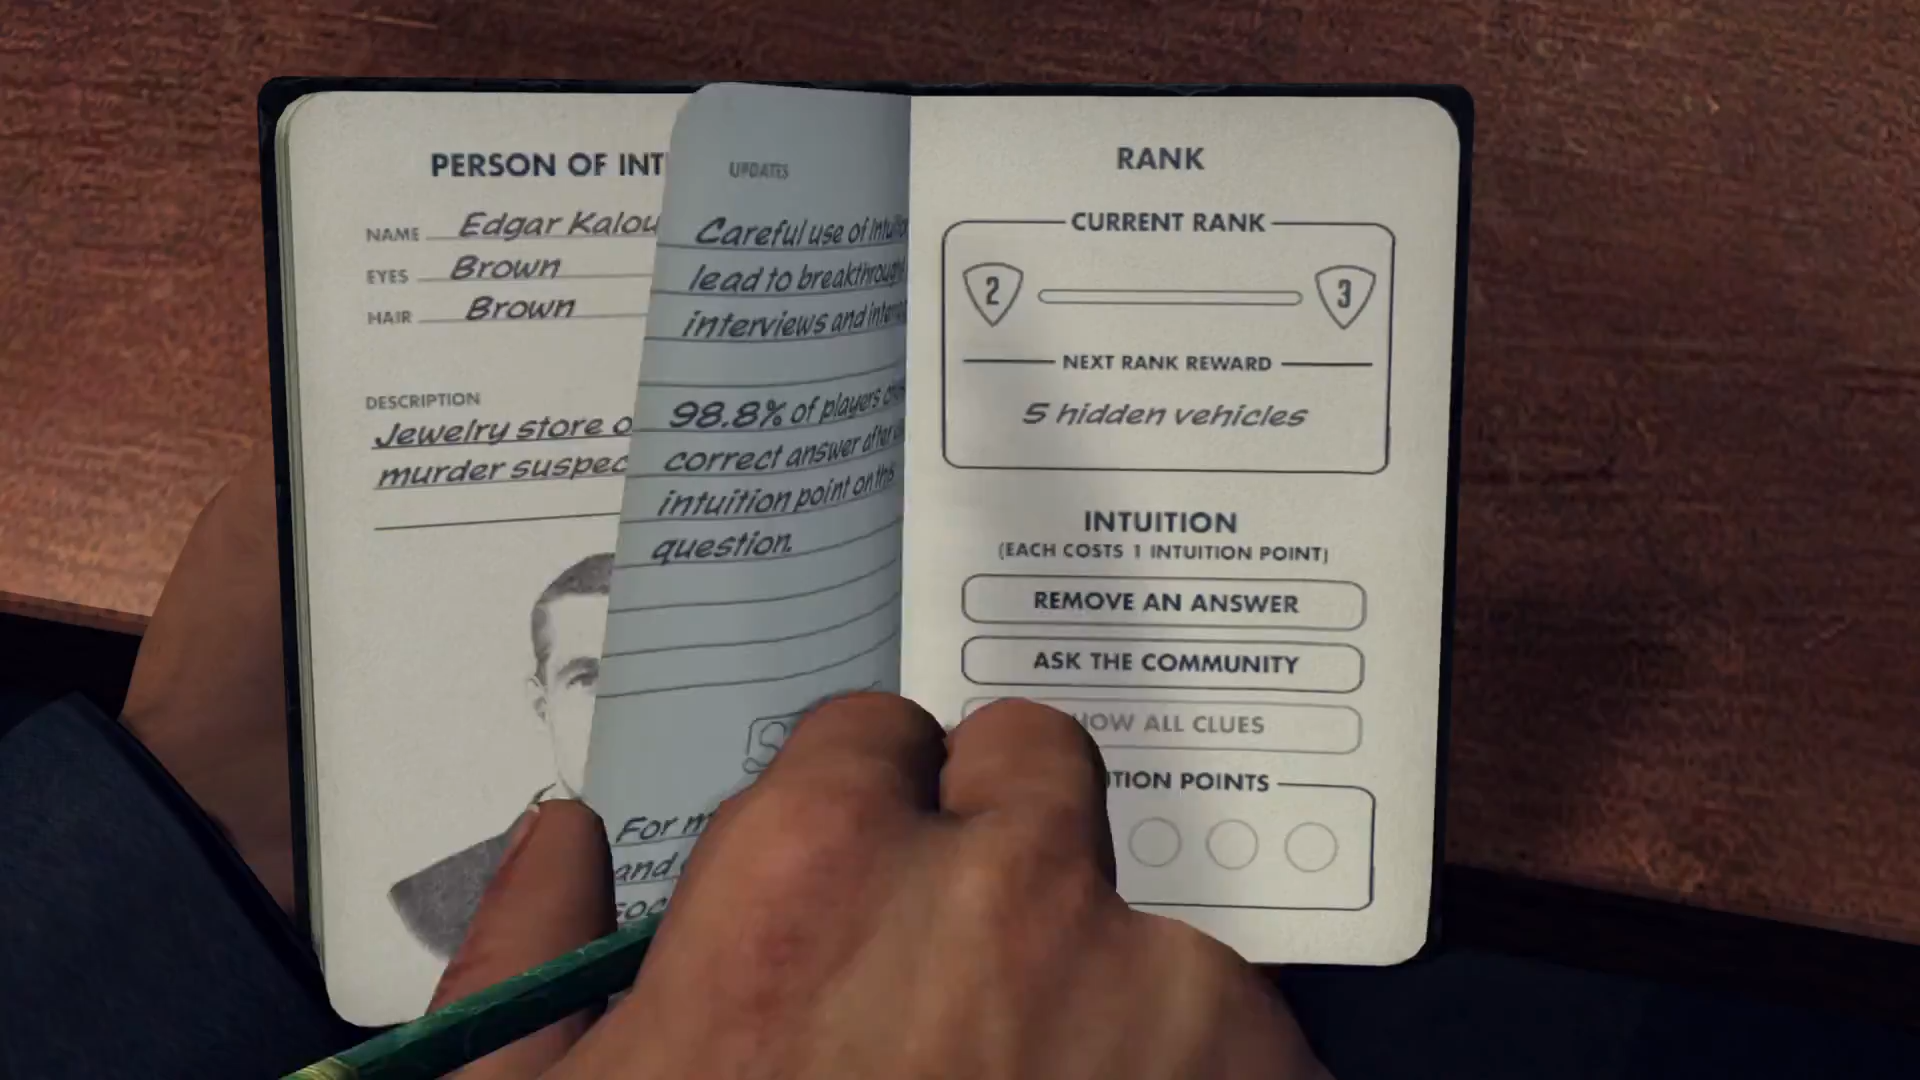 PERSON OF INT
NAME Edgar Kalou
EYES Brown
HAIR Brown
DESCRIPTION
Jewelry store o
murder suspec
UPDATES
Careful use of
lead to breakthrough
interviews and
98.8% of players
correct answer after
intuition point on this
question.
For m
and
soc
RANK
CURRENT RANK
2 3
NEXT RANK REWARD
5 hidden vehicles
INTUITION
(EACH COSTS 1 INTUITION POINT)
REMOVE AN ANSWER
ASK THE COMMUNITY
HOW ALL CLUES
TION POINTS